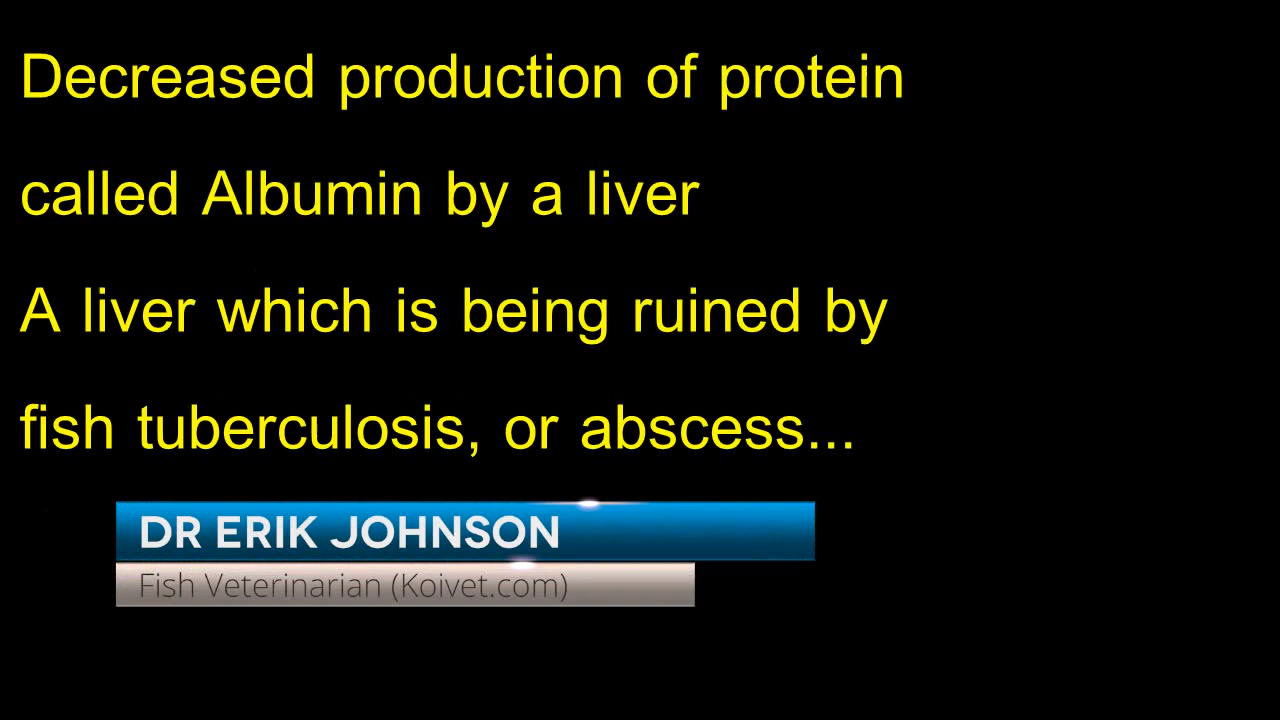 Decreased production of protein
called Albumin by a liver
A liver which is being ruined by
fish tuberculosis, or abscess...
DR ERIK JOHNSON
Fish Veterinarian (Koivet.com)